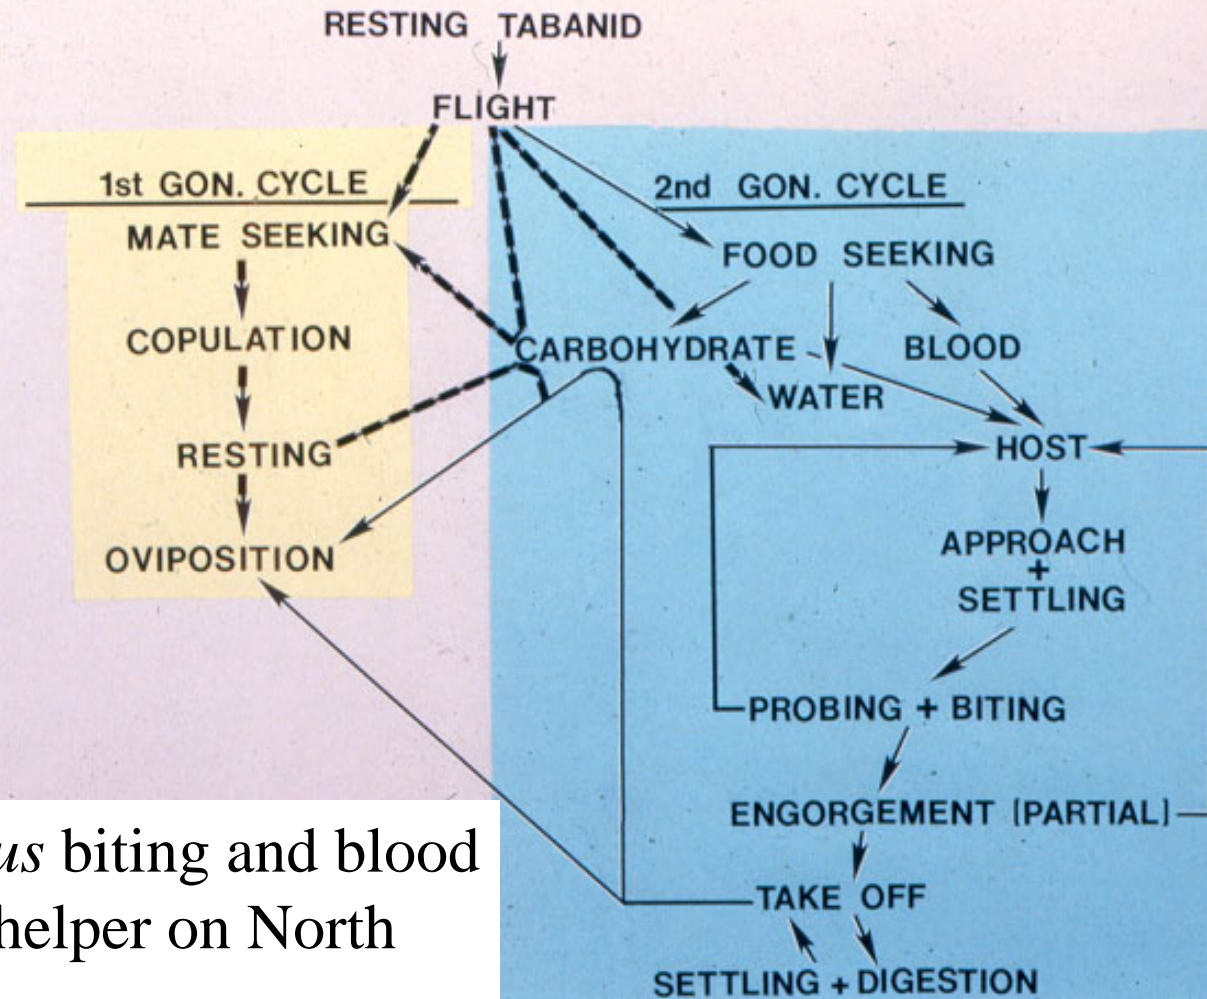 RESTING TABANID
FLIGHT
1st GON. CYCLE
MATE SEEKING
COPULATION
RESTING
OVIPOSITION
2nd GON. CYCLE
FOOD SEEKING
CARBOHYDRATE
BLOOD
WATER
HOST
APPROACH
+
SETTLING
PROBING + BITING
ENGORGEMENT (PARTIAL)
TAKE OFF
SETTLING + DIGESTION
us biting and blood
helper on North